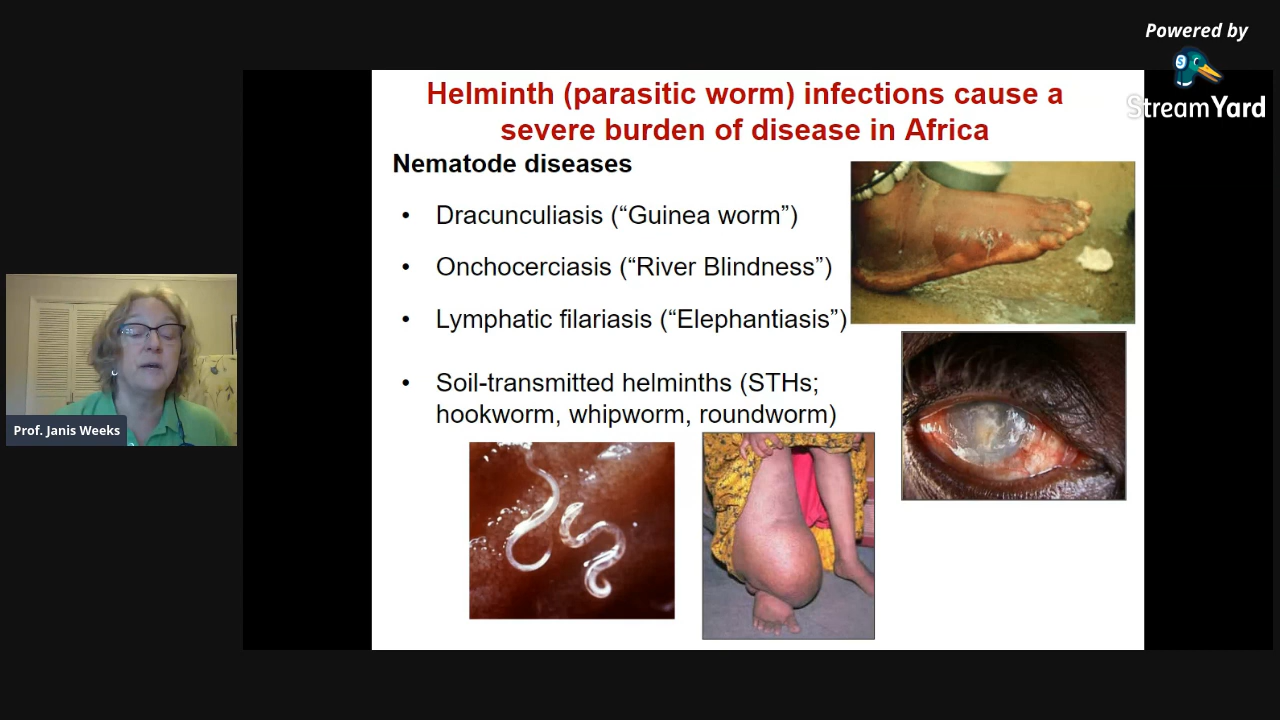 Powered by
StreamYard
Helminth (parasitic worm) infections cause a
severe burden of disease in Africa
Nematode diseases
• Dracunculiasis (“Guinea worm”)
• Onchocerciasis (“River Blindness”)
• Lymphatic filariasis (“Elephantiasis”)
• Soil-transmitted helminths (STHs;
hookworm, whipworm, roundworm)
Prof. Janis Weeks